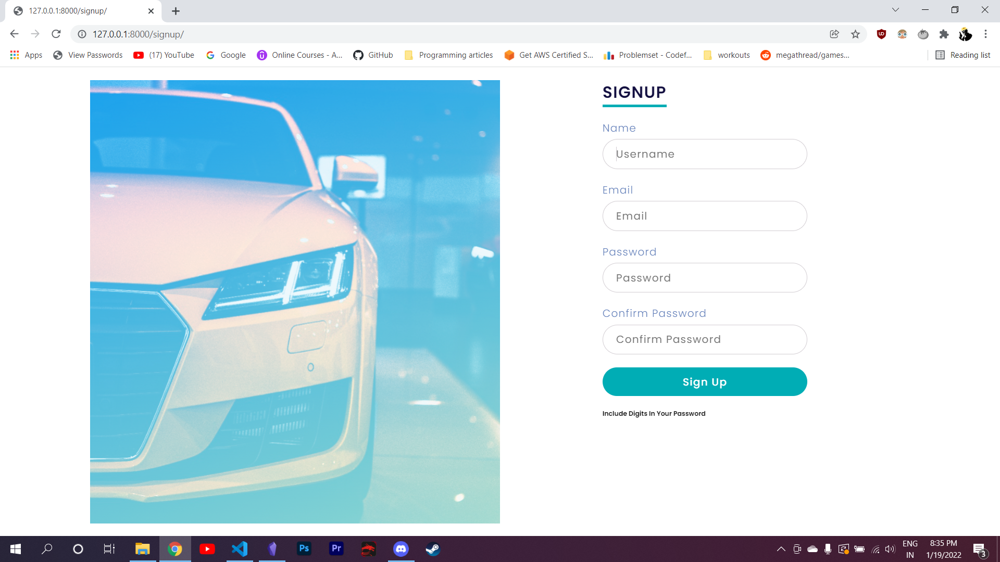 127.0.0.1:8000/signup/
127.0.0.1:8000/signup/
Apps View Passwords (17) YouTube Google Online Courses - A... GitHub Programming articles Get AWS Certified S... Problemset - Codef... workouts megathread/games... Reading list
SIGNUP
Name
Username
Email
Email
Password
Password
Confirm Password
Confirm Password
Sign Up
Include Digits In Your Password
Ps Pr
ENG
IN
8:35 PM
1/19/2022
3